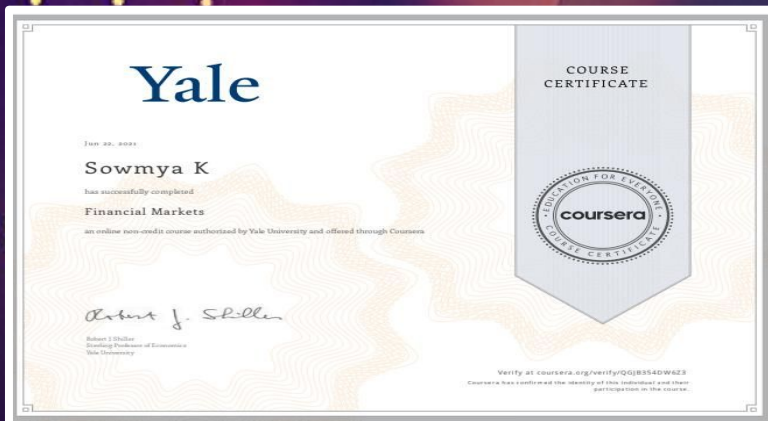 Yale
Jun 22, 2021
Sowmya K
has successfully completed
Financial Markets
an online non-credit course authorized by Yale University and offered through Coursera
Robert J. Shiller
Robert J Shiller
Sterling Professor of Economics
Yale University
COURSE
CERTIFICATE
EDUCATION FOR EVERYONE
coursera
COURSE CERTIFICATE
Verify at coursera.org/verify/
Coursera has confirmed the identity of this individual and their
participation in the course.